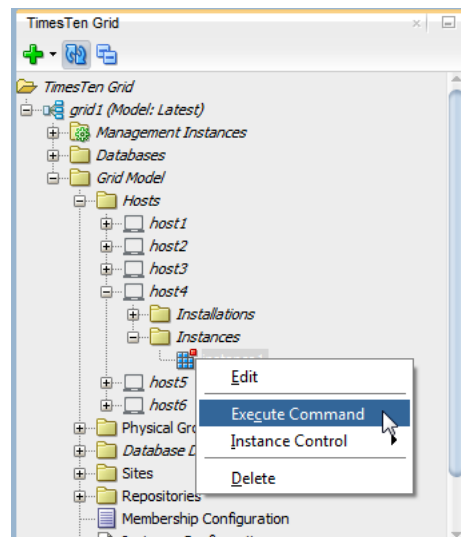 TimesTen Grid
TimesTen Grid
grid1 (Model: Latest)
Management Instances
Databases
Grid Model
Hosts
host1
host2
host3
host4
Installations
Instances
Edit
host5
Execute Command
host6
Instance Control
Physical Gro
Database D
Sites
Delete
Repositories
Membership Configuration